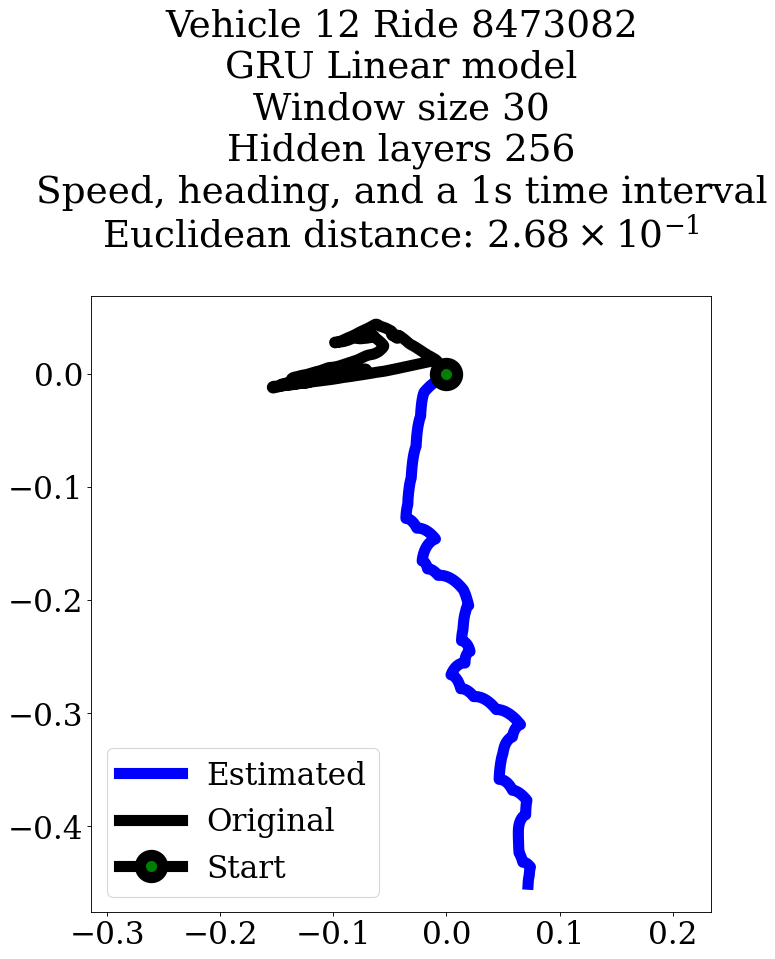 Vehicle 12 Ride 8473082
GRU Linear model
Window size 30
Hidden layers 256
Speed, heading, and a 1s time interval
Euclidean distance: 2.68 × 10⁻¹
0.0
−0.1
−0.2
−0.3
−0.4
Estimated
Original
Start
−0.3 −0.2 −0.1 0.0 0.1 0.2